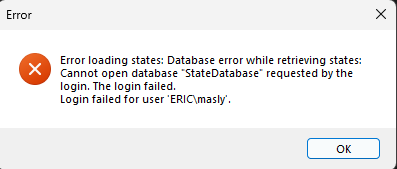 Error
Error loading states: Database error while retrieving states:
Cannot open database "StateDatabase" requested by the
login. The login failed.
Login failed for user 'ERIC\masly'.
OK